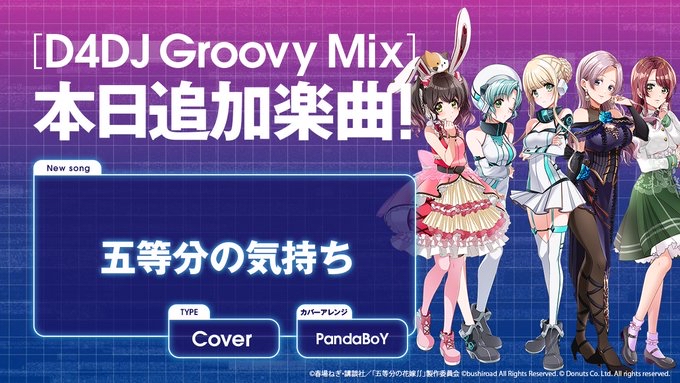 [D4DJ Groovy Mix]
本日追加楽曲!
New song
五等分の気持ち
TYPE
Cover
カバーアレンジ
PandaBoY
©春場ねぎ・講談社／「五等分の花嫁∬」製作委員会 ©bushiroad All Rights Reserved. © Donuts Co. Ltd. All rights reserved.